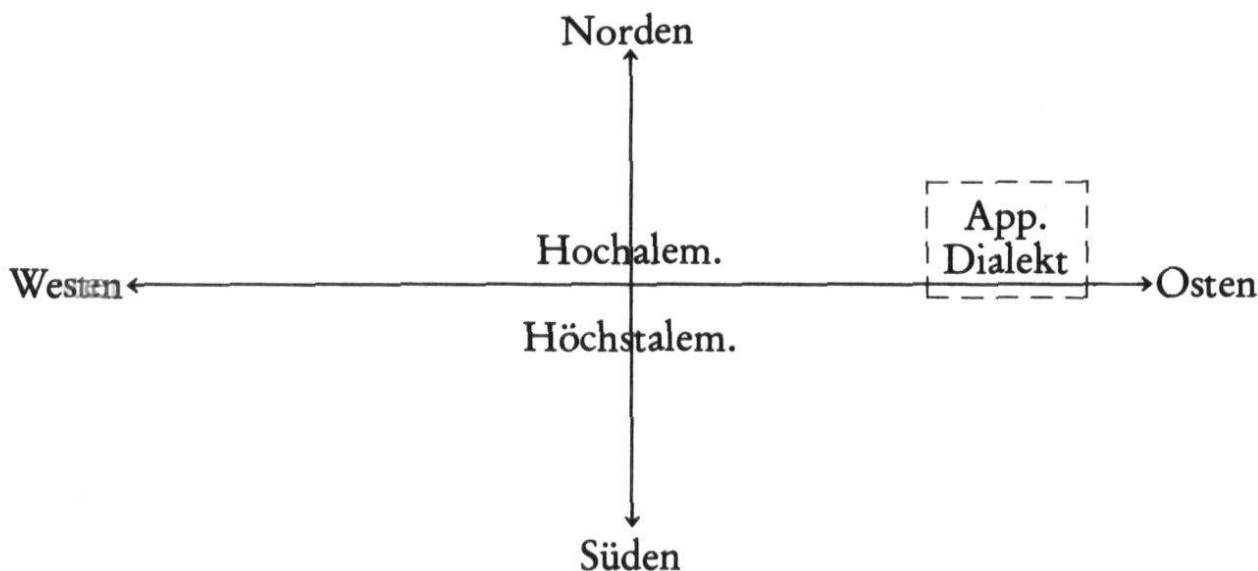 Norden
App.
Hochalem.
Dialekt
Westen
Osten
Höchstalem.
Süden